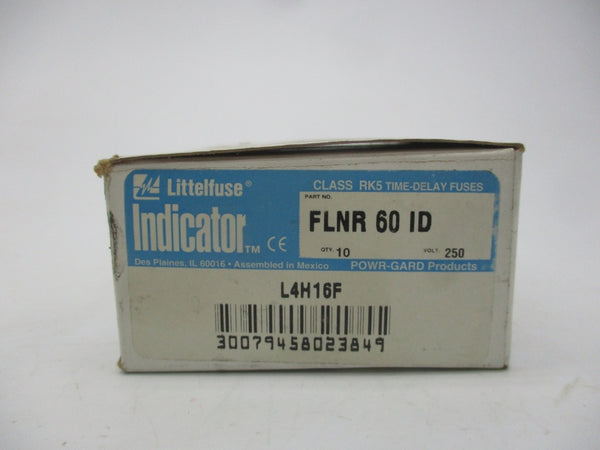 Littelfuse®
Indicator™ CE
Des Plaines, IL 60016 • Assembled in Mexico
CLASS RK5 TIME-DELAY FUSES
PART NO.
FLNR 60 ID
QTY. 10 VOLT. 250
POWR-GARD Products
L4H16F
30079458023849